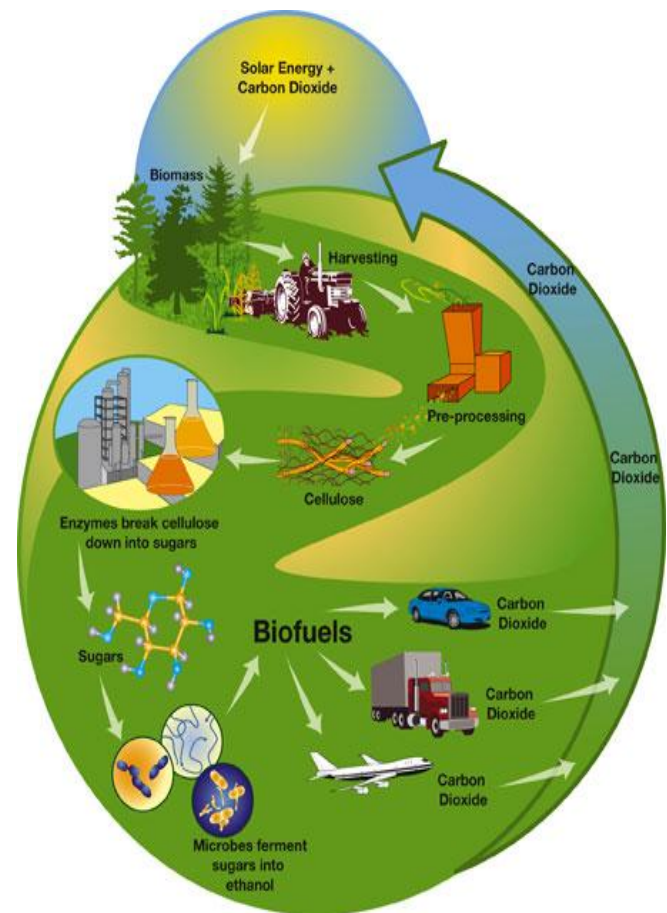 Solar Energy +
Carbon Dioxide
Biomass
Harvesting
Carbon
Dioxide
Pre-processing
Cellulose
Carbon
Dioxide
Enzymes break cellulose
down into sugars
Sugars
Biofuels
Carbon
Dioxide
Carbon
Dioxide
Carbon
Dioxide
Microbes ferment
sugars into
ethanol